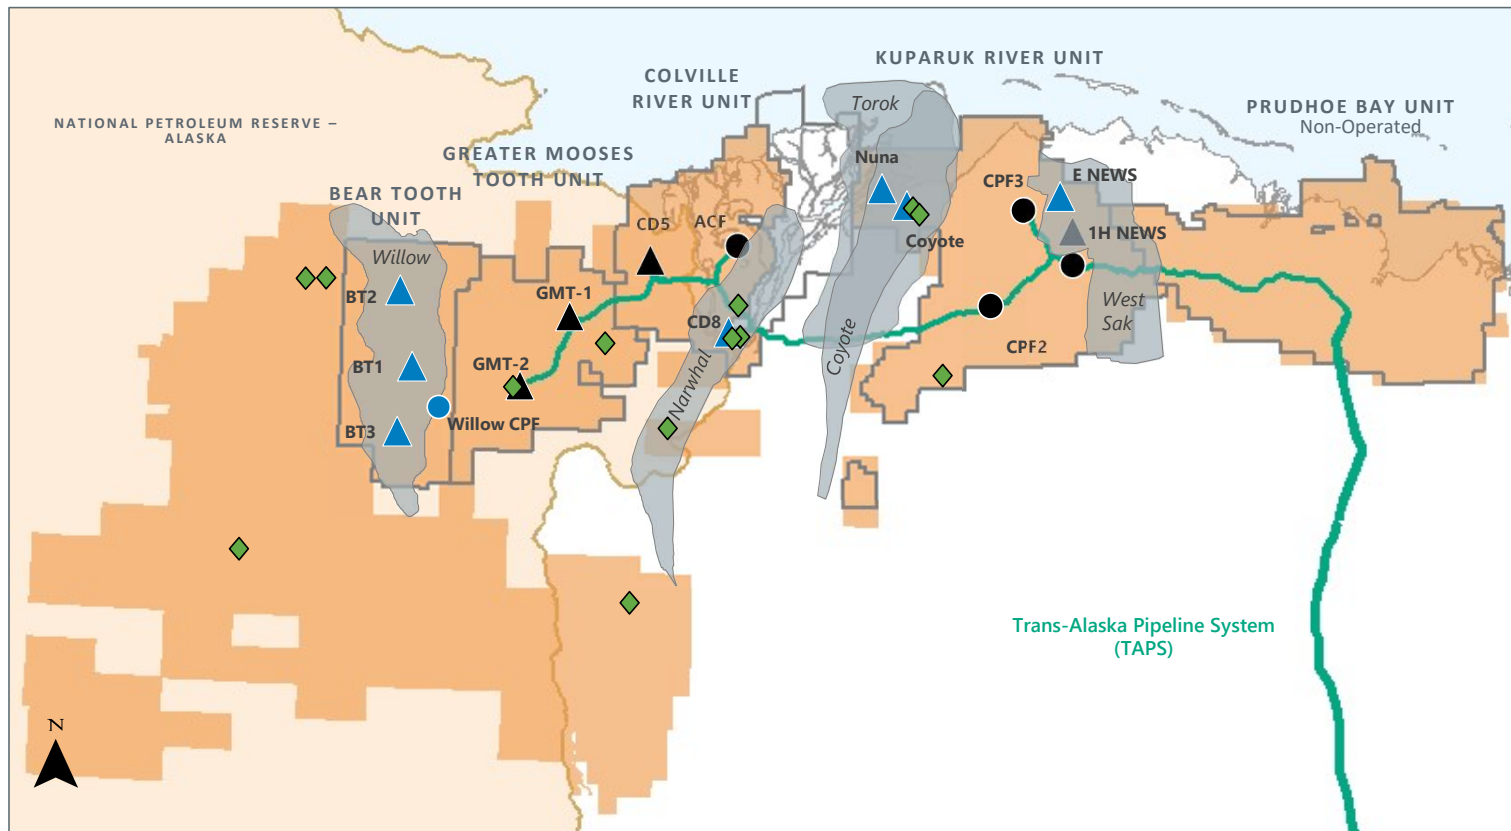 KUPARUK RIVER UNIT
COLVILLE
RIVER UNIT
Torok
PRUDHOE BAY UNIT
Non-Operated
NATIONAL PETROLEUM RESERVE –
ALASKA
GREATER MOOSES
TOOTH UNIT
Nuna
BEAR TOOTH
UNIT
CPF3
E NEWS
CD5
ACF
1H NEWS
Coyote
Willow
BT2
GMT-1
West
Sak
CD8
CPF2
Coyote
GMT-2
BT1
Narwhal
Willow CPF
BT3
Trans-Alaska Pipeline System
(TAPS)
N